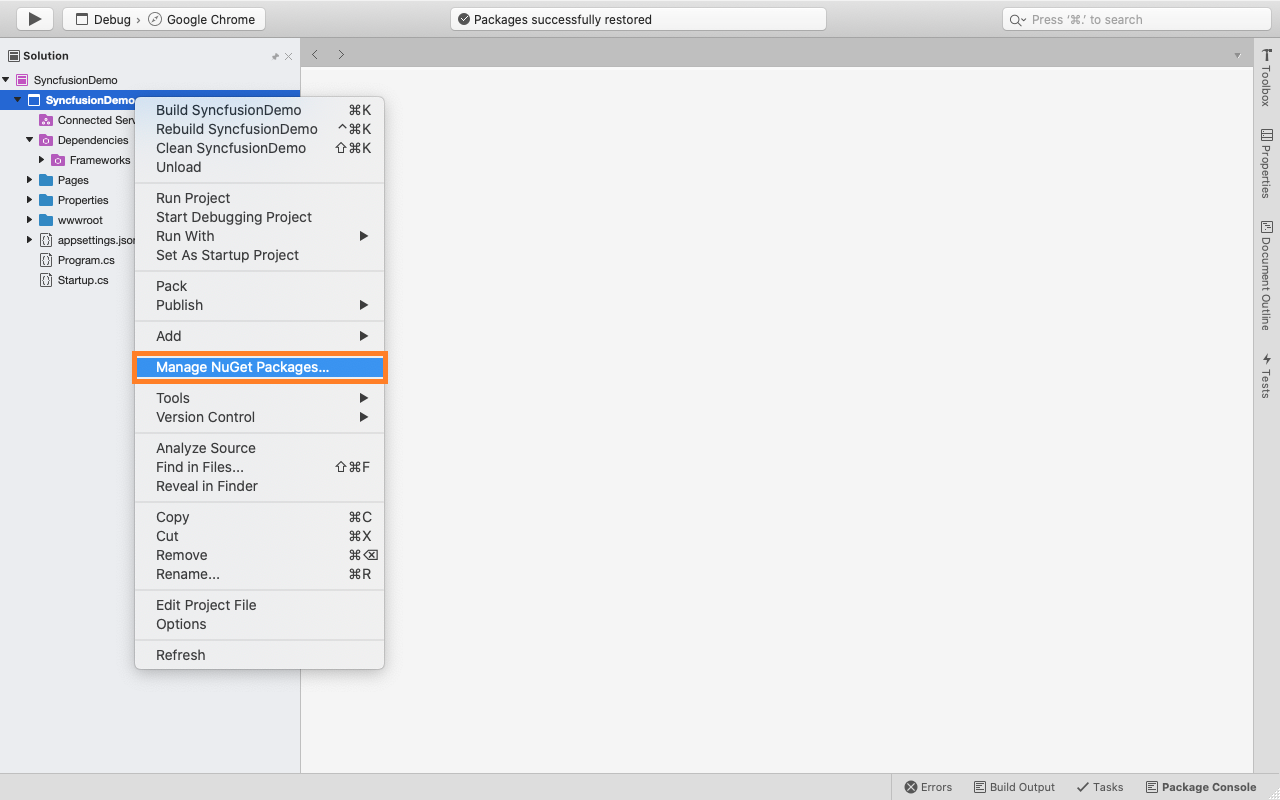 Debug › Google Chrome
Packages successfully restored
Press ‘⌘.’ to search
Solution
SyncfusionDemo
SyncfusionDemo
Connected Serv
Dependencies
Frameworks
Pages
Properties
wwwroot
appsettings.json
Program.cs
Startup.cs
Build SyncfusionDemo ⌘K
Rebuild SyncfusionDemo ^⌘K
Clean SyncfusionDemo ⇧⌘K
Unload
Run Project
Start Debugging Project
Run With
Set As Startup Project
Pack
Publish
Add
Manage NuGet Packages...
Tools
Version Control
Analyze Source
Find in Files... ⇧⌘F
Reveal in Finder
Copy ⌘C
Cut ⌘X
Remove ⌘⌫
Rename... ⌘R
Edit Project File
Options
Refresh
Toolbox
Properties
Document Outline
Tests
Errors
Build Output
Tasks
Package Console